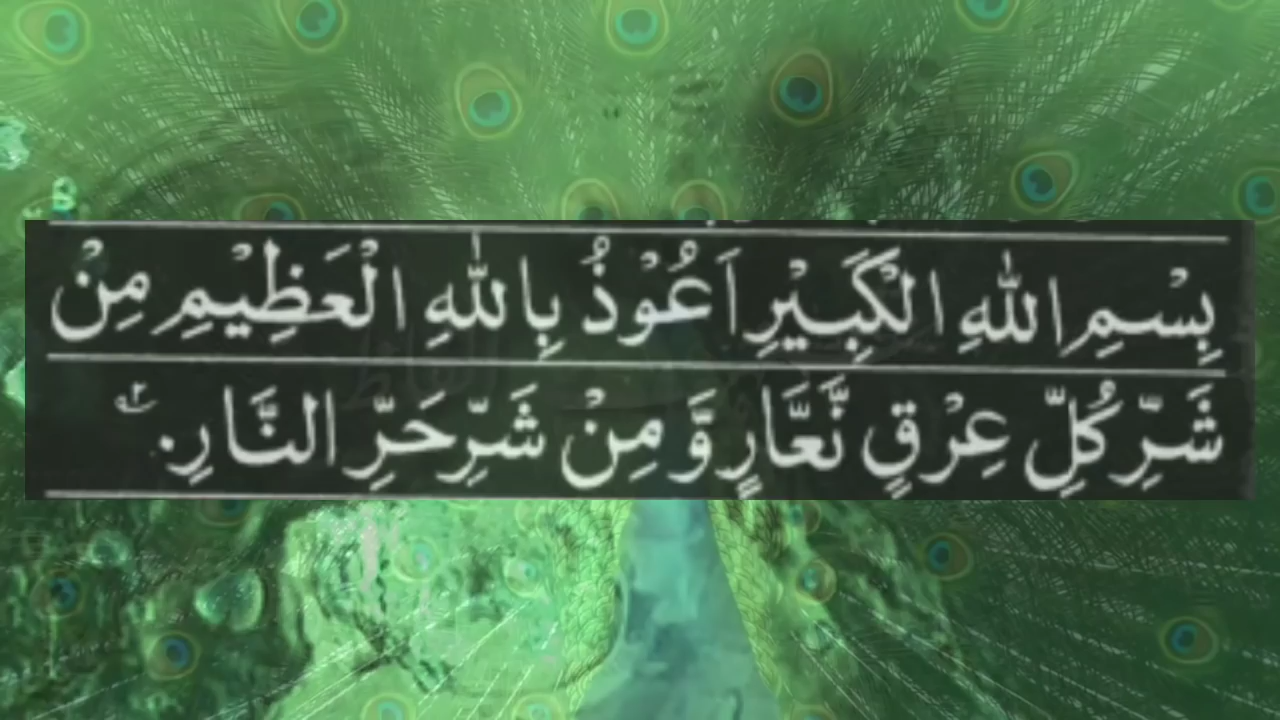 بِسْمِ اللّٰهِ الْكَبِيْرِ اَعُوْذُ بِاللّٰهِ الْعَظِيْمِ مِنْ
شَرِّ كُلِّ عِرْقٍ نَّعَّارٍ وَّ مِنْ شَرِّ حَرِّ النَّارِ.